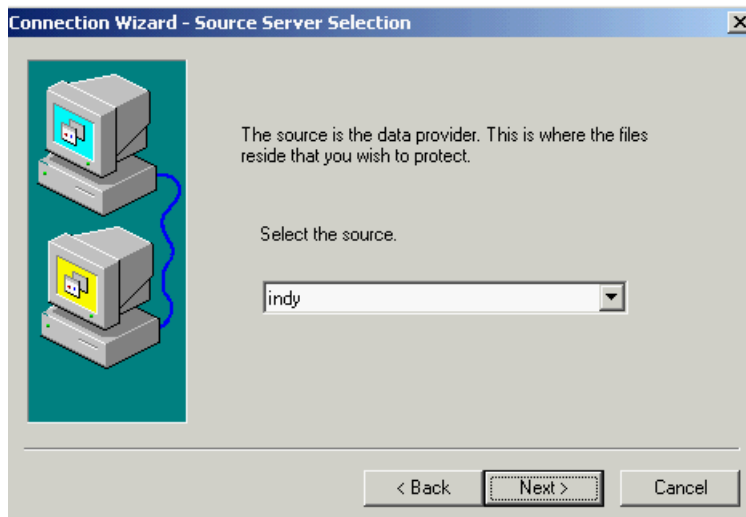 Connection Wizard - Source Server Selection
The source is the data provider. This is where the files
reside that you wish to protect.
Select the source.
indy
< Back Next > Cancel